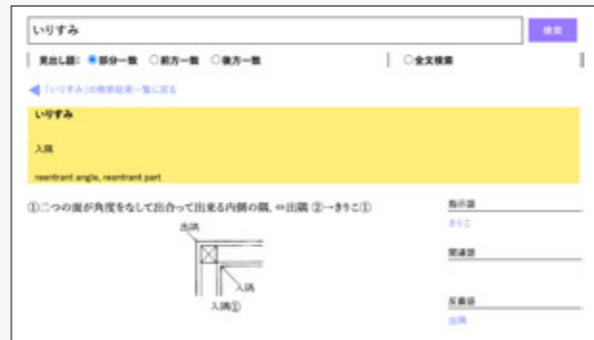 いりすみ
検索
見出し語: 部分一致 前方一致 後方一致 全文検索
「いりすみ」の検索結果一覧に戻る
いりすみ
入隅
reentrant angle, reentrant part
①二つの面が角度をなして出合って出来る内側の隅。⇔出隅 ②→きりこ①
出隅
入隅
入隅①
指示語
きりこ
関連語
反義語
出隅